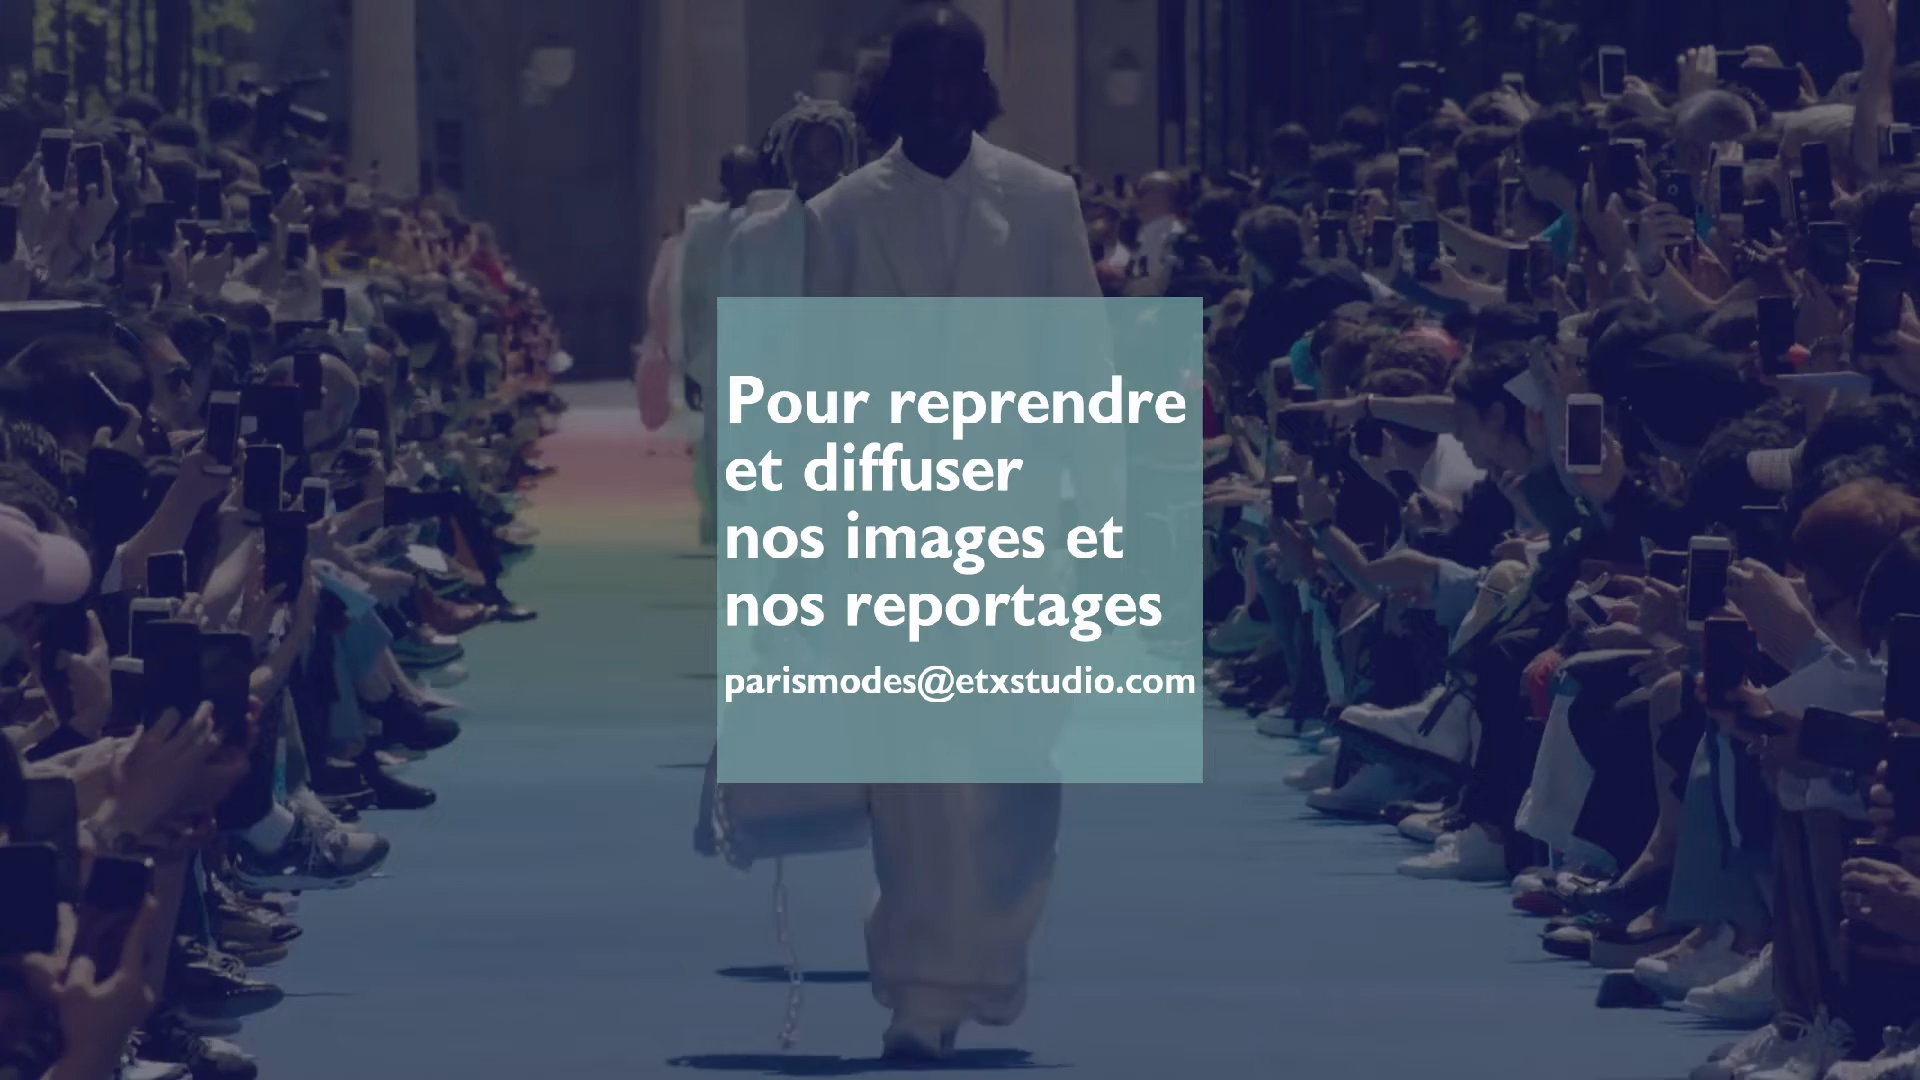 Pour reprendre
et diffuser
nos images et
nos reportages
parismodes@etxstudio.com